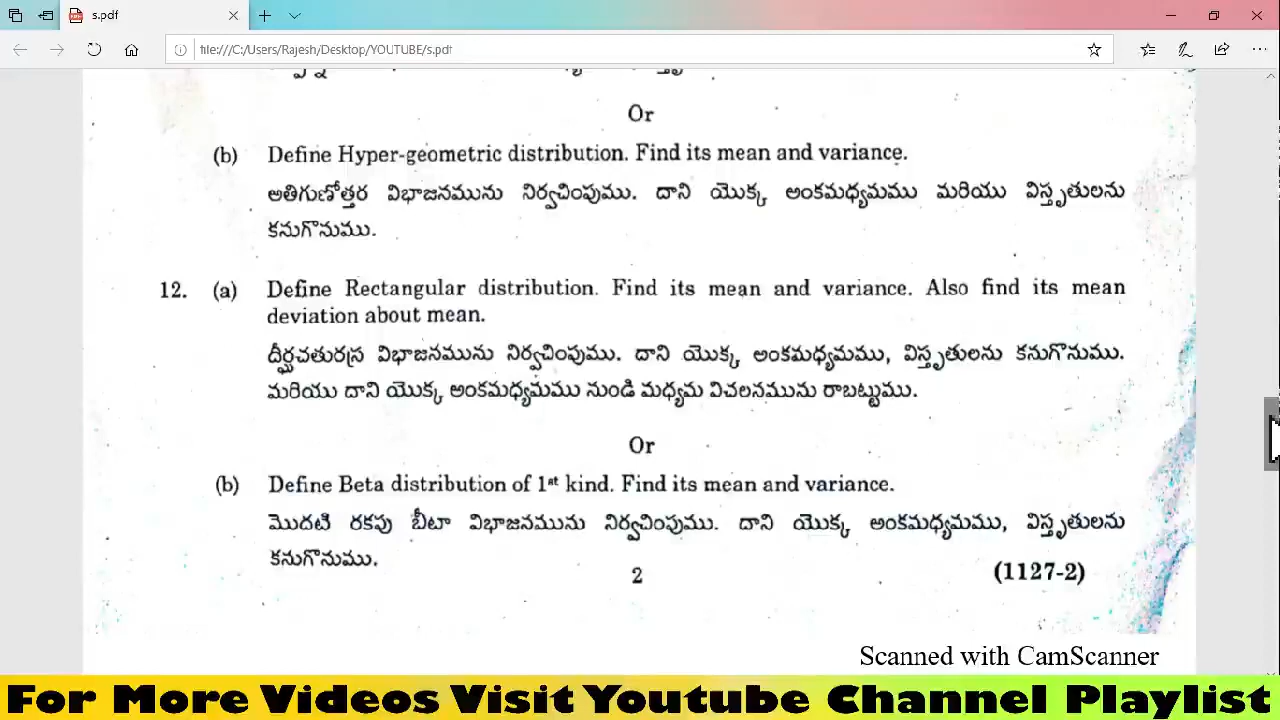 s.pdf
file:///C:/Users/Rajesh/Desktop/YOUTUBE/s.pdf
Or
(b) Define Hyper-geometric distribution. Find its mean and variance.
అతిగుణోత్తర విభాజనమును నిర్వచింపుము. దాని యొక్క అంకమధ్యమము మరియు విస్తృతులను
కనుగొనుము.
12. (a) Define Rectangular distribution. Find its mean and variance. Also find its mean
deviation about mean.
దీర్ఘచతురస్ర విభాజనమును నిర్వచింపుము. దాని యొక్క అంకమధ్యమము, విస్తృతులను కనుగొనుము.
మరియు దాని యొక్క అంకమధ్యమము నుండి మధ్యమ విచలనమును రాబట్టుము.
Or
(b) Define Beta distribution of 1st kind. Find its mean and variance.
మొదటి రకపు బీటా విభాజనమును నిర్వచింపుము. దాని యొక్క అంకమధ్యమము, విస్తృతులను
కనుగొనుము.
2
(1127-2)
Scanned with CamScanner
For More Videos Visit Youtube Channel Playlist